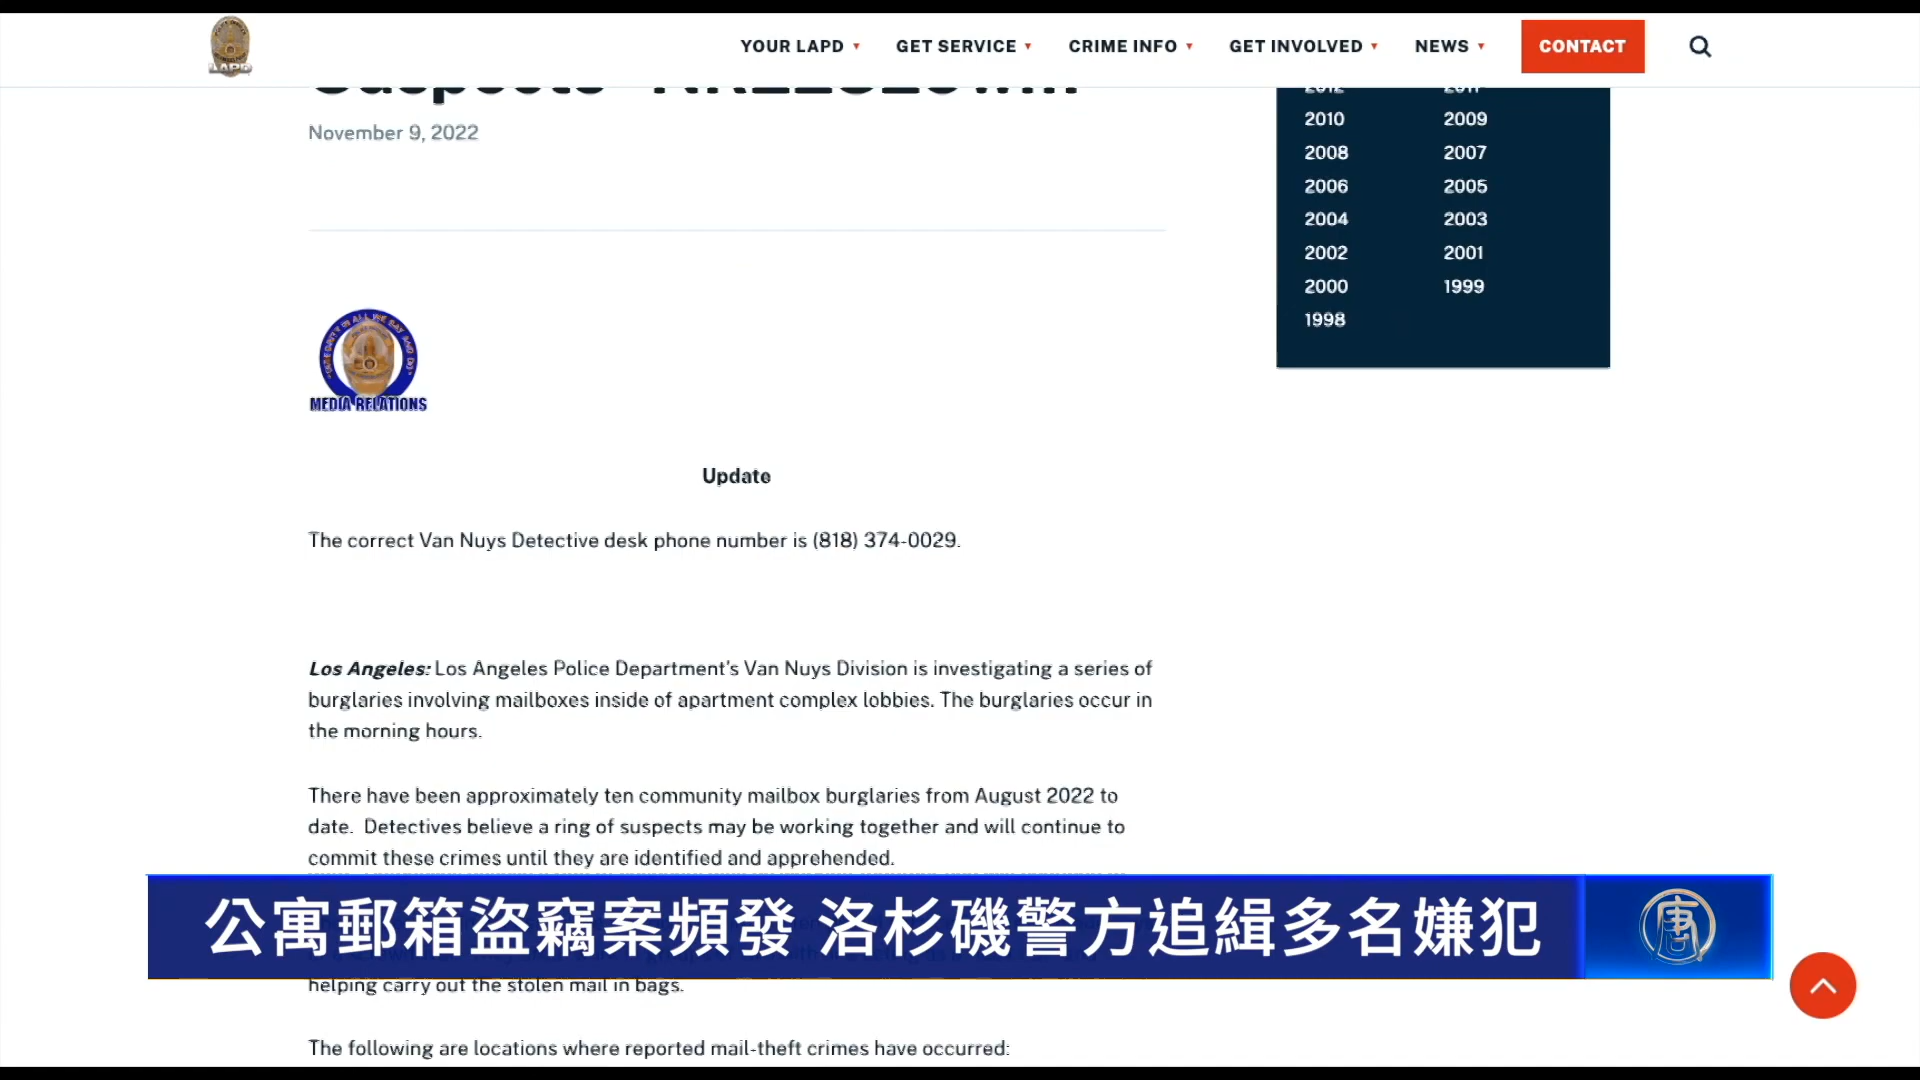 LAPD
YOUR LAPD
GET SERVICE
CRIME INFO
GET INVOLVED
NEWS
CONTACT
November 9, 2022
2012 2011
2010 2009
2008 2007
2006 2005
2004 2003
2002 2001
2000 1999
1998
MEDIA RELATIONS
Update
The correct Van Nuys Detective desk phone number is (818) 374-0029.
Los Angeles: Los Angeles Police Department's Van Nuys Division is investigating a series of
burglaries involving mailboxes inside of apartment complex lobbies. The burglaries occur in
the morning hours.
There have been approximately ten community mailbox burglaries from August 2022 to
date. Detectives believe a ring of suspects may be working together and will continue to
commit these crimes until they are identified and apprehended.
公寓郵箱盜竊案頻發 洛杉磯警方追緝多名嫌犯
唐
helping carry out the stolen mail in bags.
The following are locations where reported mail-theft crimes have occurred: